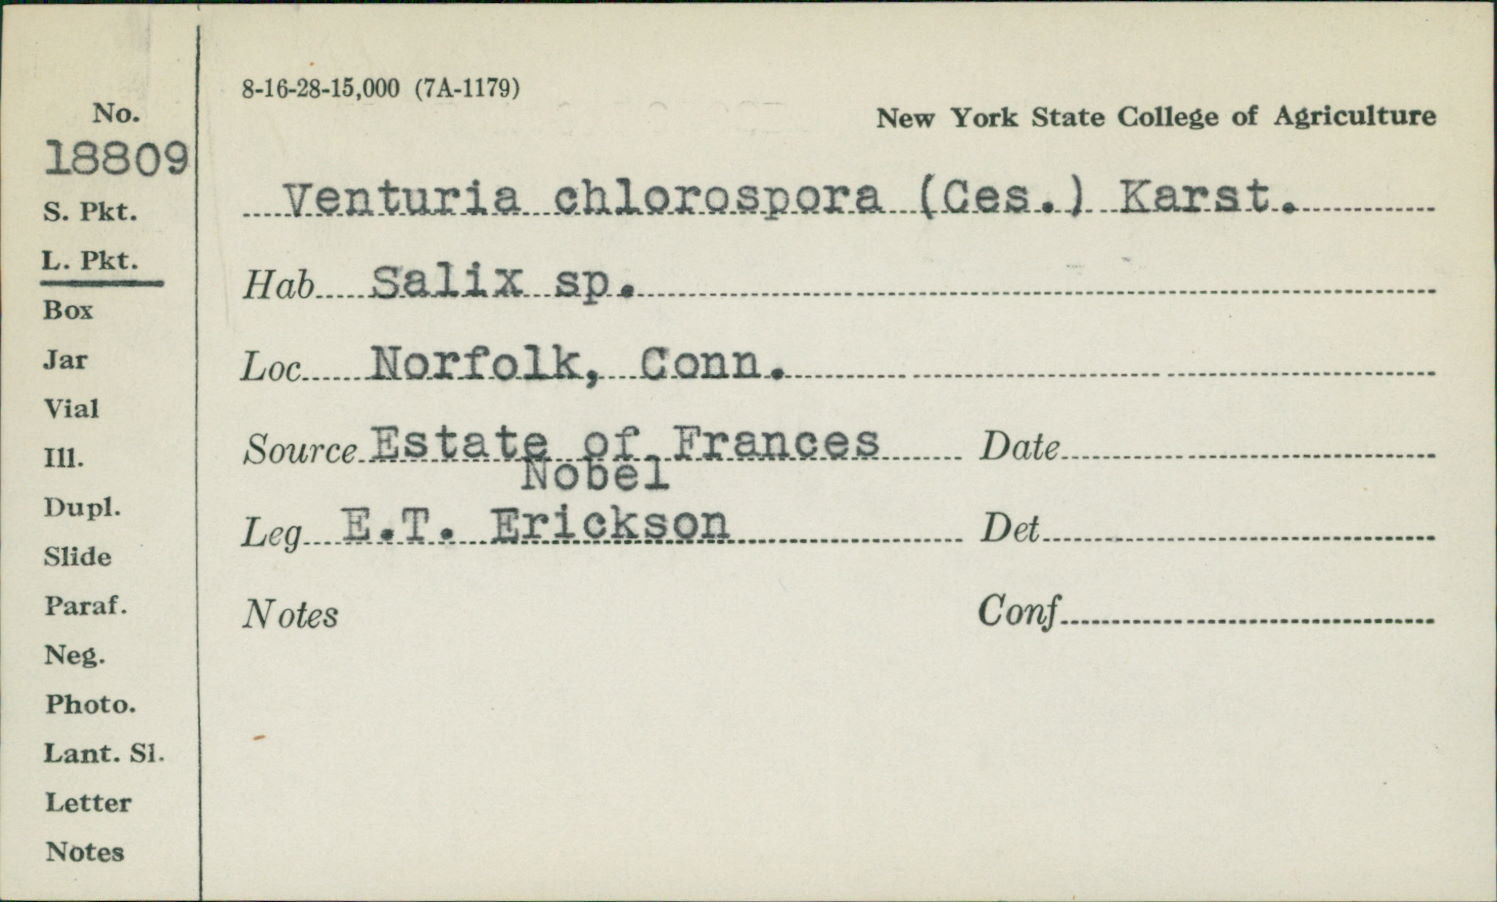 No.
18809
S. Pkt.
L. Pkt.
Box
Jar
Vial
Ill.
Dupl.
Slide
Paraf.
Neg.
Photo.
Lant. Sl.
Letter
Notes
8-16-28-15,000 (7A-1179)
New York State College of Agriculture
Venturia chlorospora (Ces.) Karst.
Hab Salix sp.
Loc Norfolk, Conn.
Source Estate of Frances Date
Nobel
Leg E.T. Erickson Det
Notes Conf